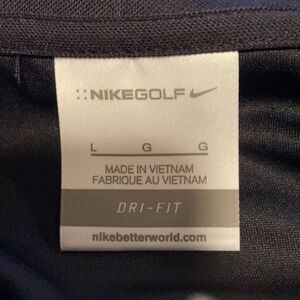 NIKEGOLF
L G G
MADE IN VIETNAM
FABRIQUE AU VIETNAM
DRI-FIT
nikebetterworld.com